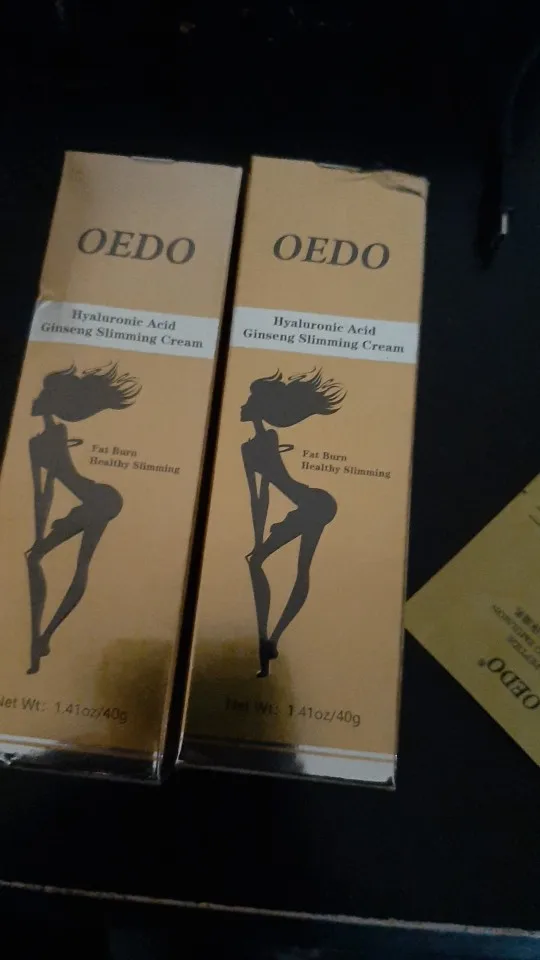 OEDO
Hyaluronic Acid
Ginseng Slimming Cream
Fat Burn
Healthy Slimming
Net Wt: 1.41oz/40g
OEDO
Hyaluronic Acid
Ginseng Slimming Cream
Fat Burn
Healthy Slimming
Net Wt: 1.41oz/40g
OEDO®
PEPTIDE